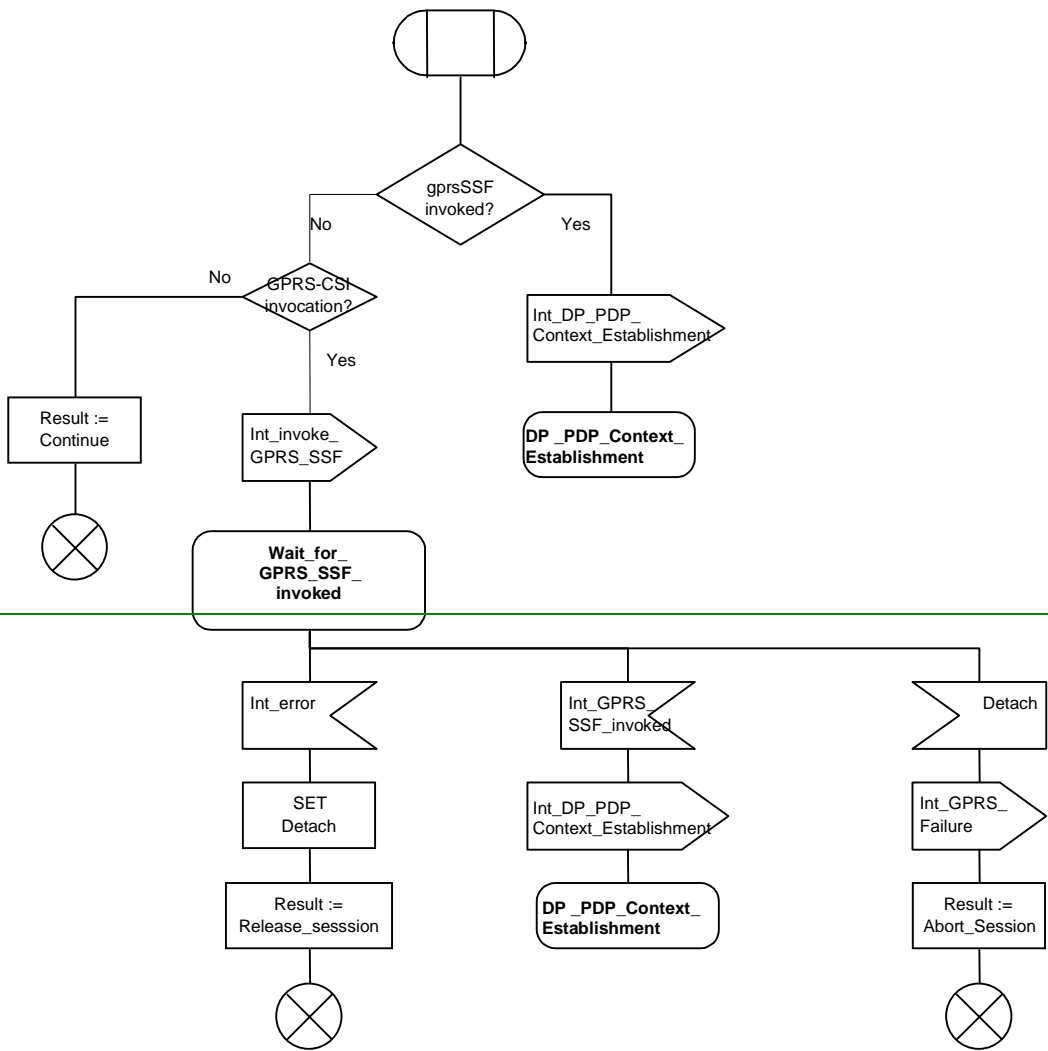 gprsSSF
invoked?
No
Yes
No
GPRS-CSI
invocation?
Int_DP_PDP_
Context_Establishment
Yes
Result :=
Continue
Int_invoke_
GPRS_SSF
DP _PDP_Context_
Establishment
Wait_for_
GPRS_SSF_
invoked
Int_error
Int_GPRS_
SSF_invoked
Detach
SET
Detach
Int_DP_PDP_
Context_Establishment
Int_GPRS_
Failure
Result :=
Release_sesssion
DP _PDP_Context_
Establishment
Result :=
Abort_Session